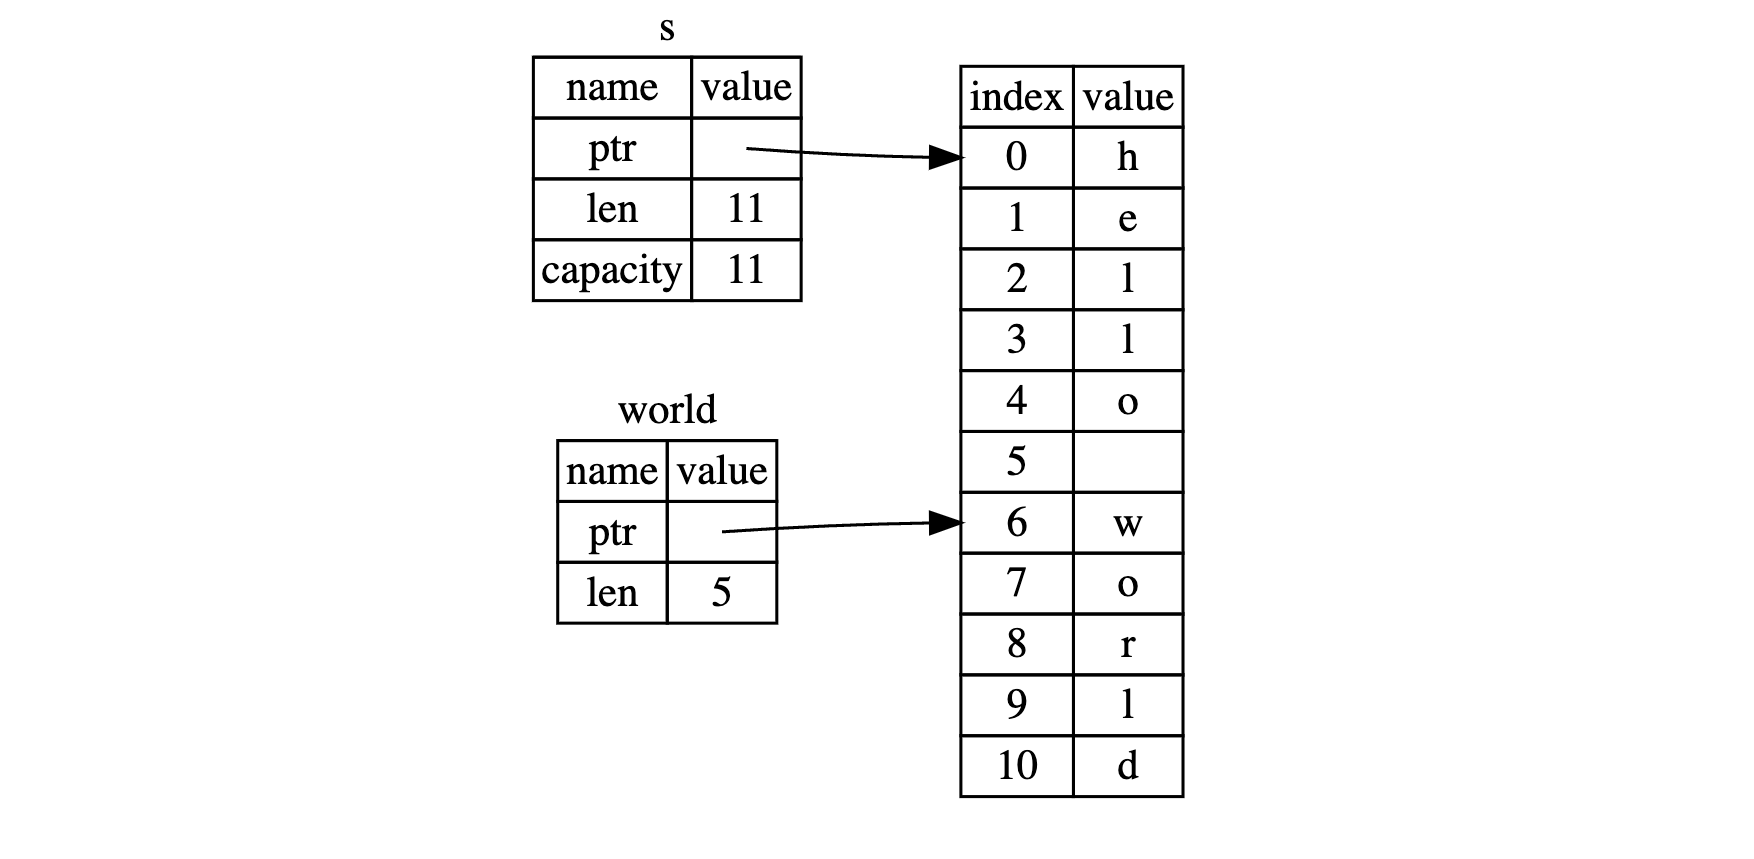 s
name value
ptr
len 11
capacity 11
world
name value
ptr
len 5
index value
0 h
1 e
2 l
3 l
4 o
5
6 w
7 o
8 r
9 l
10 d